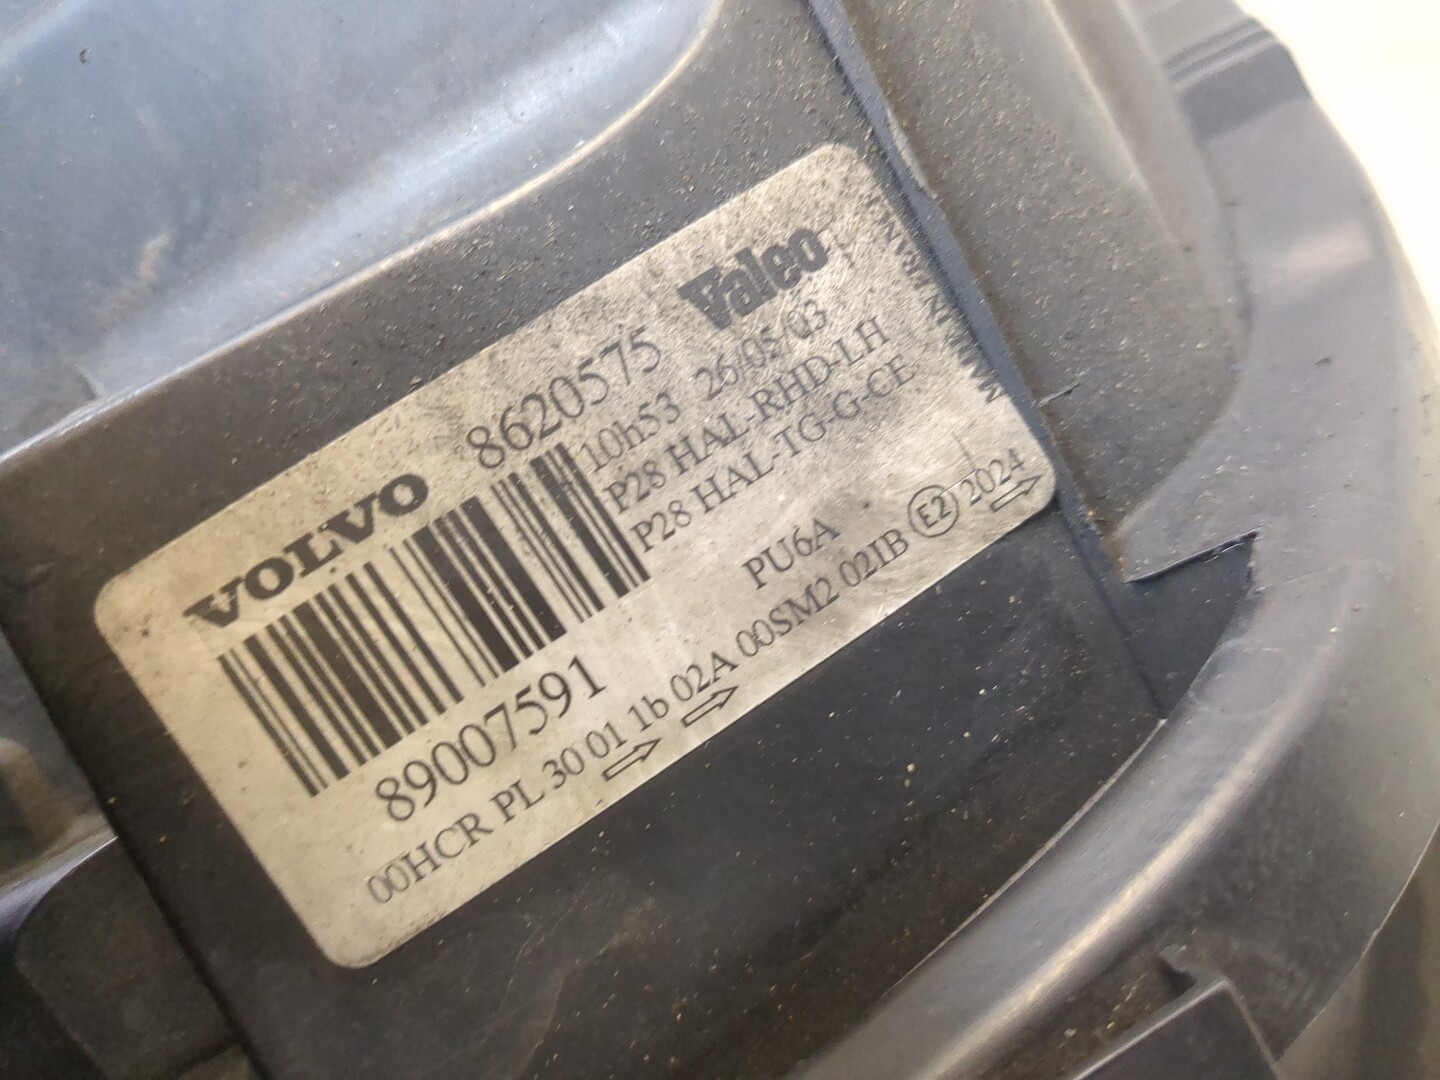 VOLVO 8620575 Valeo
10h53 26/05/03
P28 HAL-RHD-LH
P28 HAL-TG-G-CE
89007591
PU6A
00HCR PL 30 01 1b 02A 00SM2 02IB E2 2024